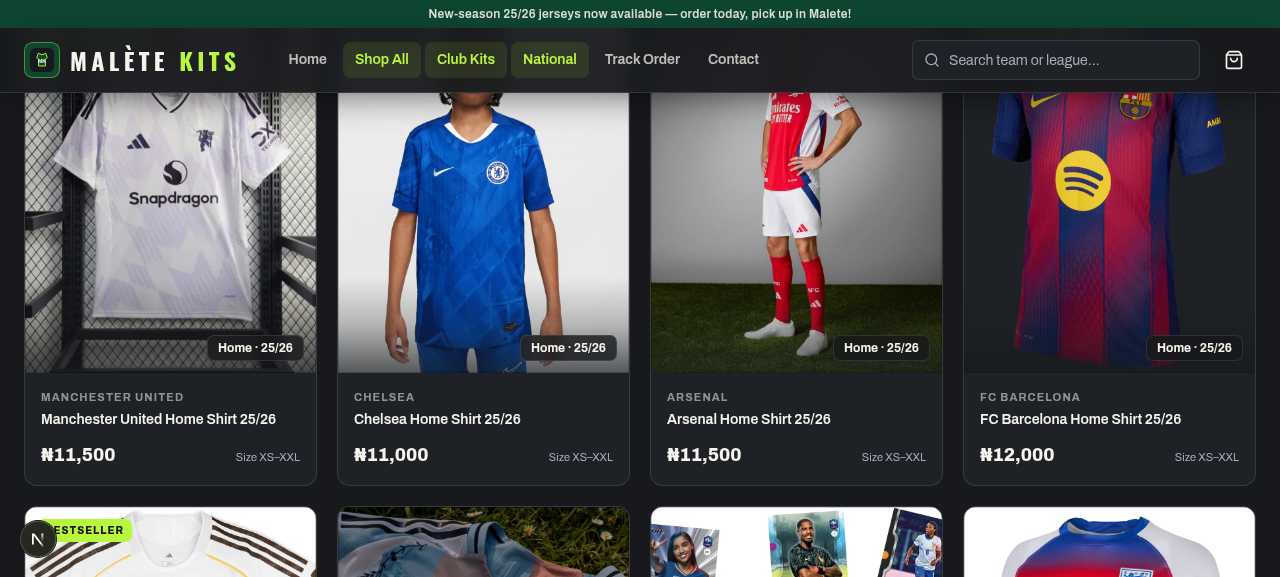 New-season 25/26 jerseys now available — order today, pick up in Malete!
MALÈTE KITS
Home
Shop All
Club Kits
National
Track Order
Contact
Search team or league...
Snapdragon
Home · 25/26
Home · 25/26
Home · 25/26
Home · 25/26
MANCHESTER UNITED
Manchester United Home Shirt 25/26
₦11,500
Size XS–XXL
CHELSEA
Chelsea Home Shirt 25/26
₦11,000
Size XS–XXL
ARSENAL
Arsenal Home Shirt 25/26
₦11,500
Size XS–XXL
FC BARCELONA
FC Barcelona Home Shirt 25/26
₦12,000
Size XS–XXL
N